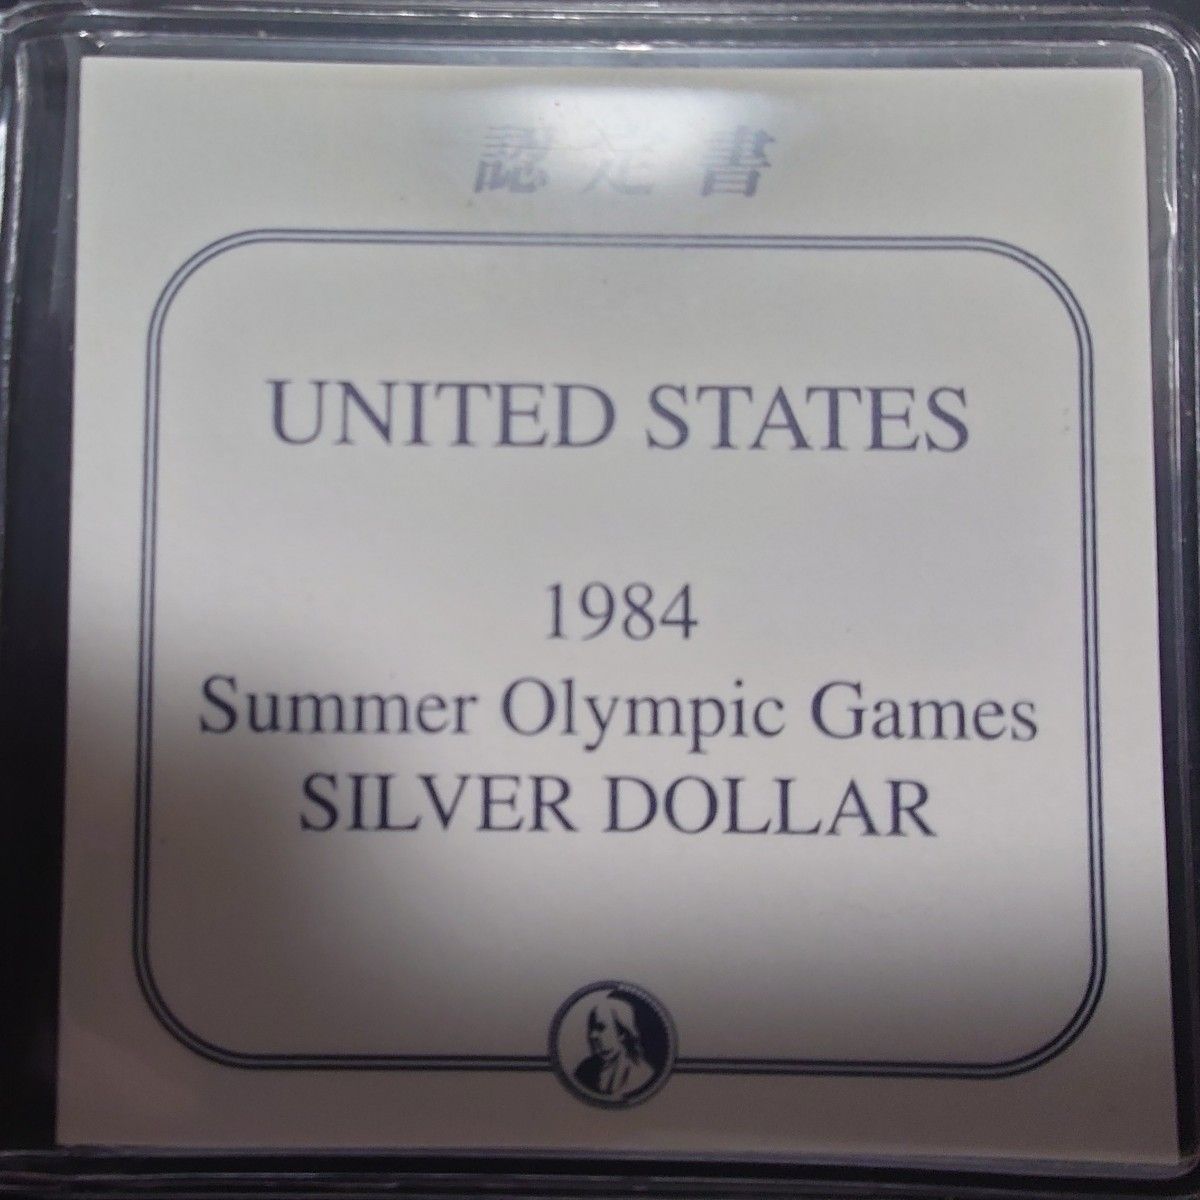 認定書
UNITED STATES
1984
Summer Olympic Games
SILVER DOLLAR